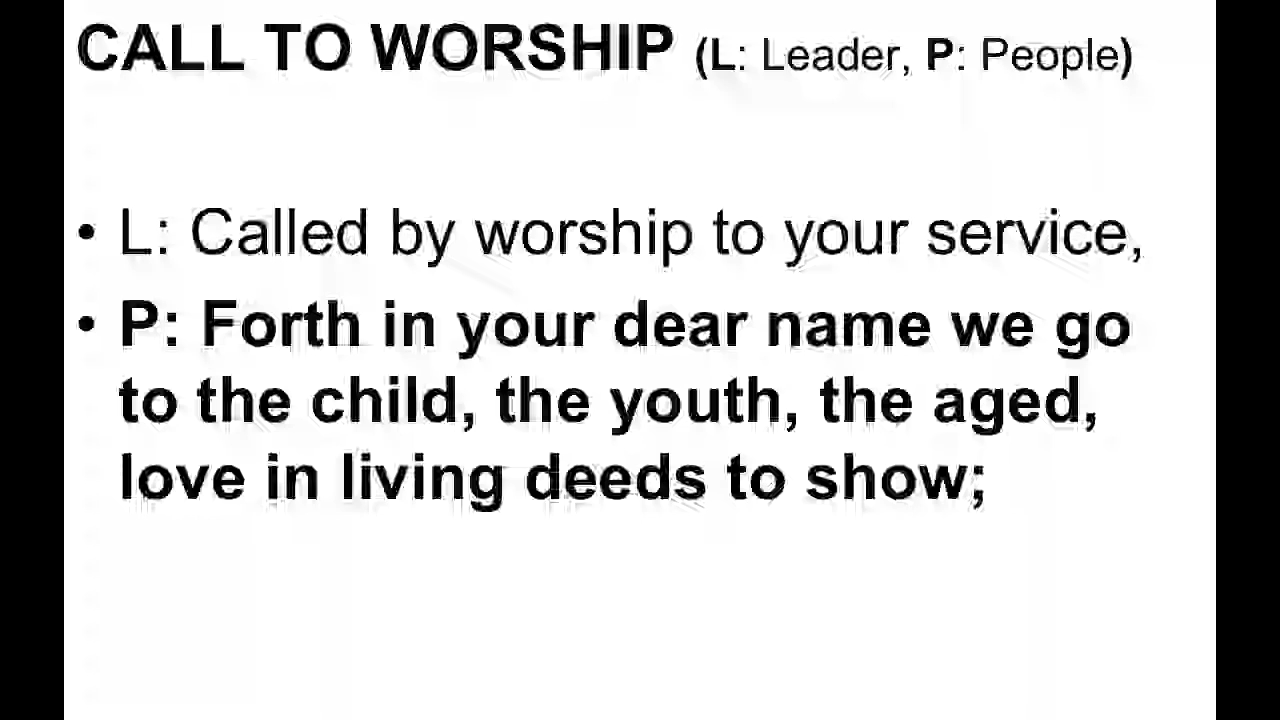 CALL TO WORSHIP (L: Leader, P: People)
• L: Called by worship to your service,
• P: Forth in your dear name we go
to the child, the youth, the aged,
love in living deeds to show;